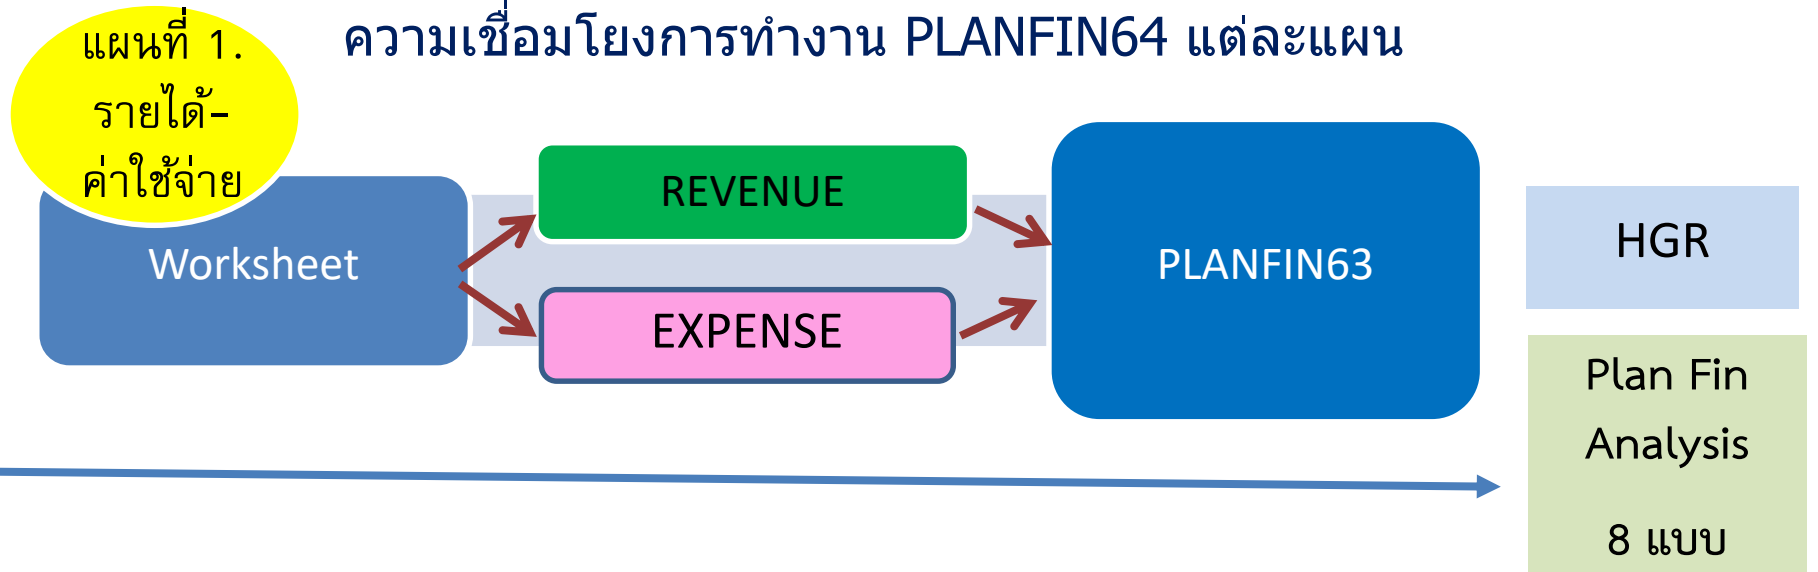 ความเชื่อมโยงการทำงาน PLANFIN64 แต่ละแผน
แผนที่ 1.
รายได้-
ค่าใช้จ่าย
Worksheet
REVENUE
EXPENSE
PLANFIN63
HGR
Plan Fin
Analysis
8 แบบ